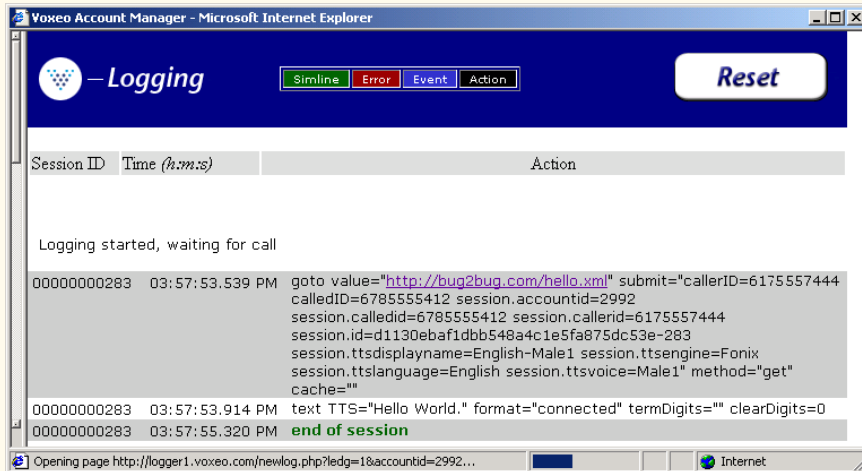 Voxeo Account Manager - Microsoft Internet Explorer
Logging
Simline Error Event Action
Reset
Session ID Time (h:m:s) Action
Logging started, waiting for call
00000000283 03:57:53.539 PM goto value="http://bug2bug.com/hello.xml" submit="callerID=6175557444
calledID=6785555412 session.accountid=2992
session.calledid=6785555412 session.callerid=6175557444
session.id=d1130ebaf1dbb548a4c1e5fa875dc53e-283
session.ttsdisplayname=English-Male1 session.ttsengine=Fonix
session.ttslanguage=English session.ttsvoice=Male1" method="get"
cache=""
00000000283 03:57:53.914 PM text TTS="Hello World." format="connected" termDigits="" clearDigits=0
00000000283 03:57:55.320 PM end of session
Opening page http://logger1.voxeo.com/newlog.php?ledg=1&accountid=2992... Internet